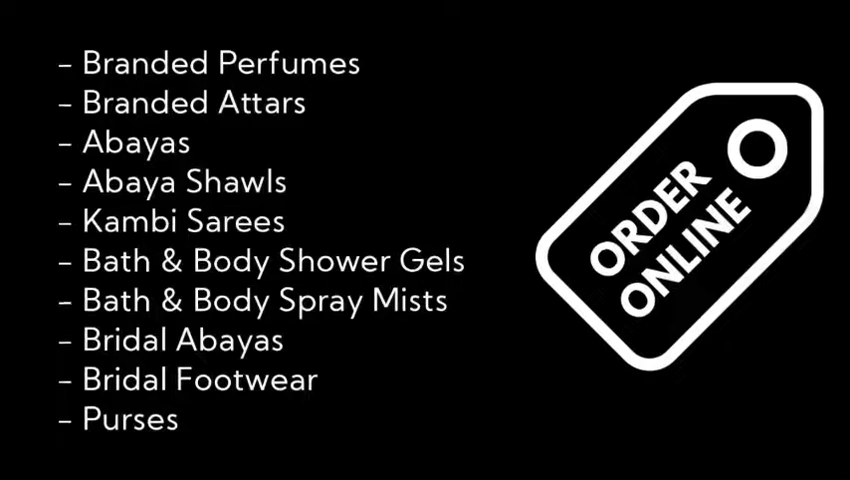 - Branded Perfumes
- Branded Attars
- Abayas
- Abaya Shawls
- Kambi Sarees
- Bath & Body Shower Gels
- Bath & Body Spray Mists
- Bridal Abayas
- Bridal Footwear
- Purses
ORDER
ONLINE